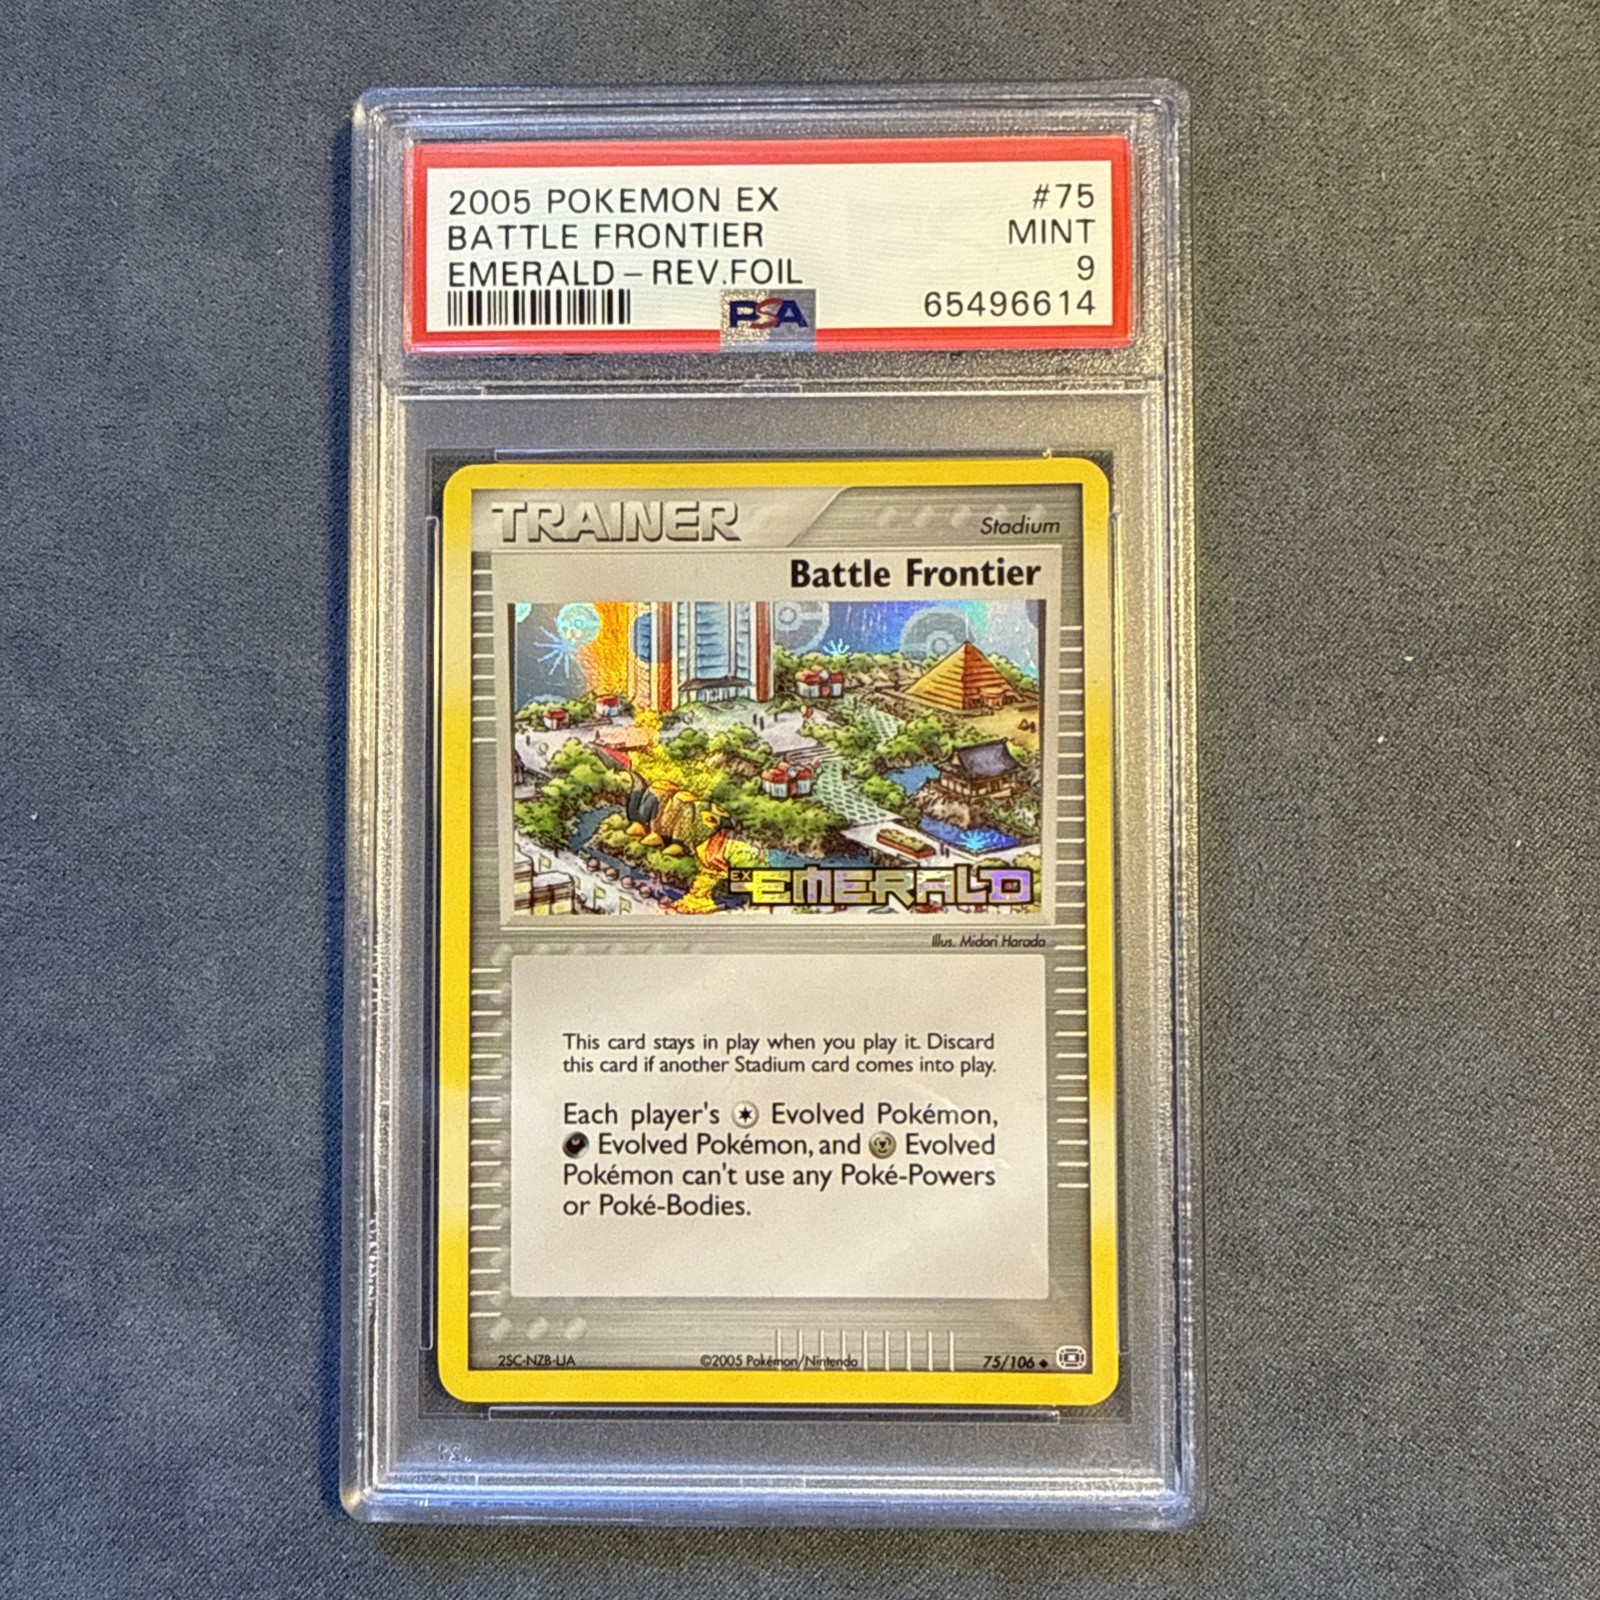 2005 POKEMON EX #75
BATTLE FRONTIER MINT
EMERALD - REV.FOIL 9
PSA 65496614
TRAINER
Stadium
Battle Frontier
EX EMERALD
Illus. Midori Harada
This card stays in play when you play it. Discard
this card if another Stadium card comes into play.
Each player's Evolved Pokémon,
Evolved Pokémon, and Evolved
Pokémon can't use any Poké-Powers
or Poké-Bodies.
2SC-NZB-LJA ©2005 Pokémon/Nintendo 75/106